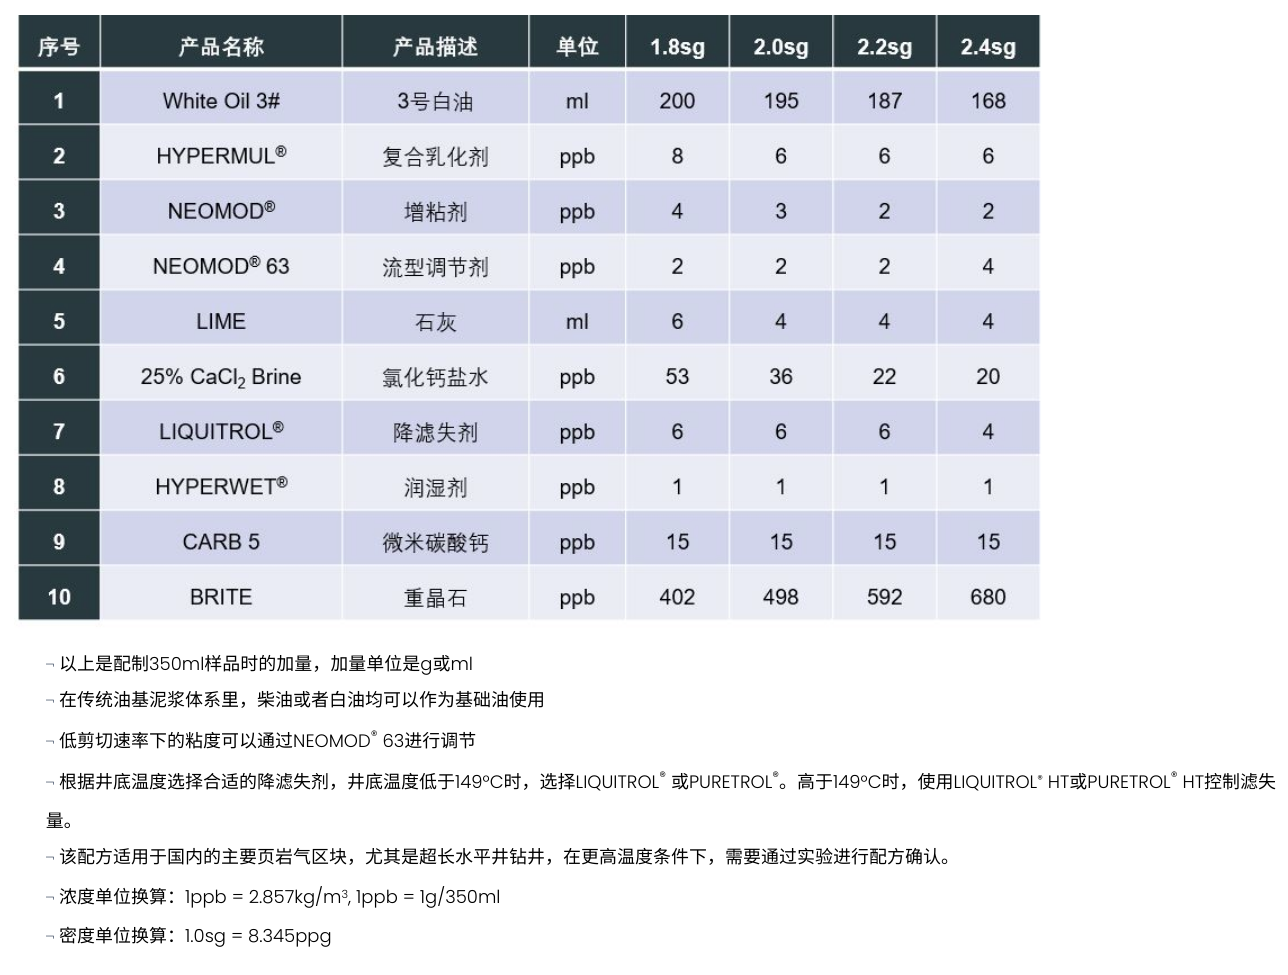 序号 产品名称 产品描述 单位 1.8sg 2.0sg 2.2sg 2.4sg
1 White Oil 3# 3号白油 ml 200 195 187 168
2 HYPERMUL® 复合乳化剂 ppb 8 6 6 6
3 NEOMOD® 增粘剂 ppb 4 3 2 2
4 NEOMOD® 63 流型调节剂 ppb 2 2 2 4
5 LIME 石灰 ml 6 4 4 4
6 25% CaCl₂ Brine 氯化钙盐水 ppb 53 36 22 20
7 LIQUITROL® 降滤失剂 ppb 6 6 6 4
8 HYPERWET® 润湿剂 ppb 1 1 1 1
9 CARB 5 微米碳酸钙 ppb 15 15 15 15
10 BRITE 重晶石 ppb 402 498 592 680
¬ 以上是配制350ml样品时的加量，加量单位是g或ml
¬ 在传统油基泥浆体系里，柴油或者白油均可以作为基础油使用
¬ 低剪切速率下的粘度可以通过NEOMOD® 63进行调节
¬ 根据井底温度选择合适的降滤失剂，井底温度低于149°C时，选择LIQUITROL® 或PURETROL®。高于149°C时，使用LIQUITROL® HT或PURETROL® HT控制滤失
量。
¬ 该配方适用于国内的主要页岩气区块，尤其是超长水平井钻井，在更高温度条件下，需要通过实验进行配方确认。
¬ 浓度单位换算：1ppb = 2.857kg/m³, 1ppb = 1g/350ml
¬ 密度单位换算：1.0sg = 8.345ppg